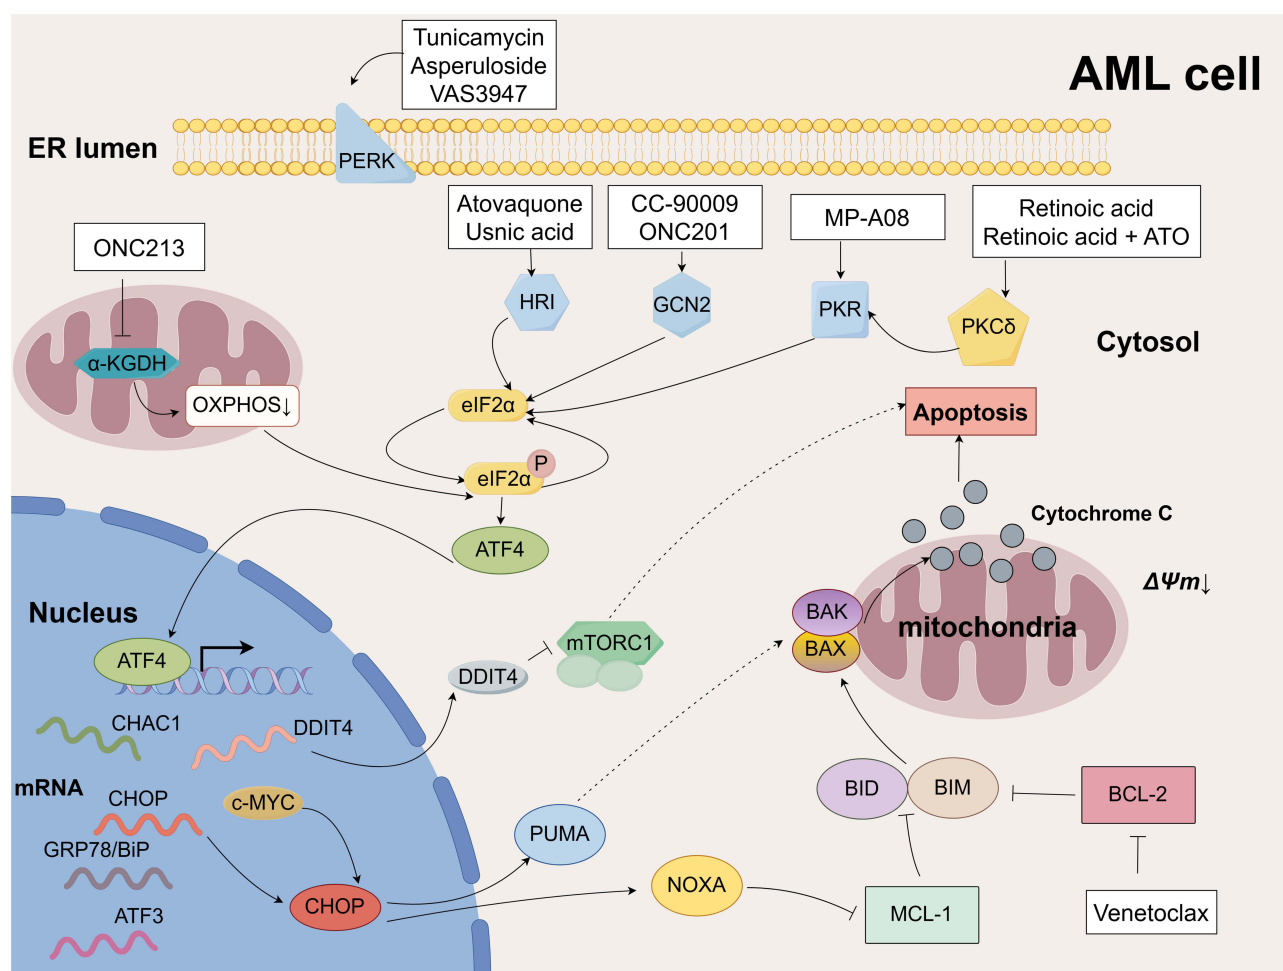 Tunicamycin
Asperuloside
VAS3947
AML cell
ER lumen
PERK
Atovaquone
Usnic acid
CC-90009
ONC201
MP-A08
Retinoic acid
Retinoic acid + ATO
ONC213
HRI
GCN2
PKR
PKCδ
Cytosol
α-KGDH
OXPHOS↓
eIF2α
Apoptosis
eIF2α
P
ATF4
Cytochrome C
ΔΨm↓
Nucleus
BAK
BAX
mitochondria
ATF4
mTORC1
DDIT4
CHAC1
DDIT4
mRNA
CHOP
c-MYC
BID
BIM
BCL-2
GRP78/BiP
PUMA
CHOP
NOXA
MCL-1
Venetoclax
ATF3